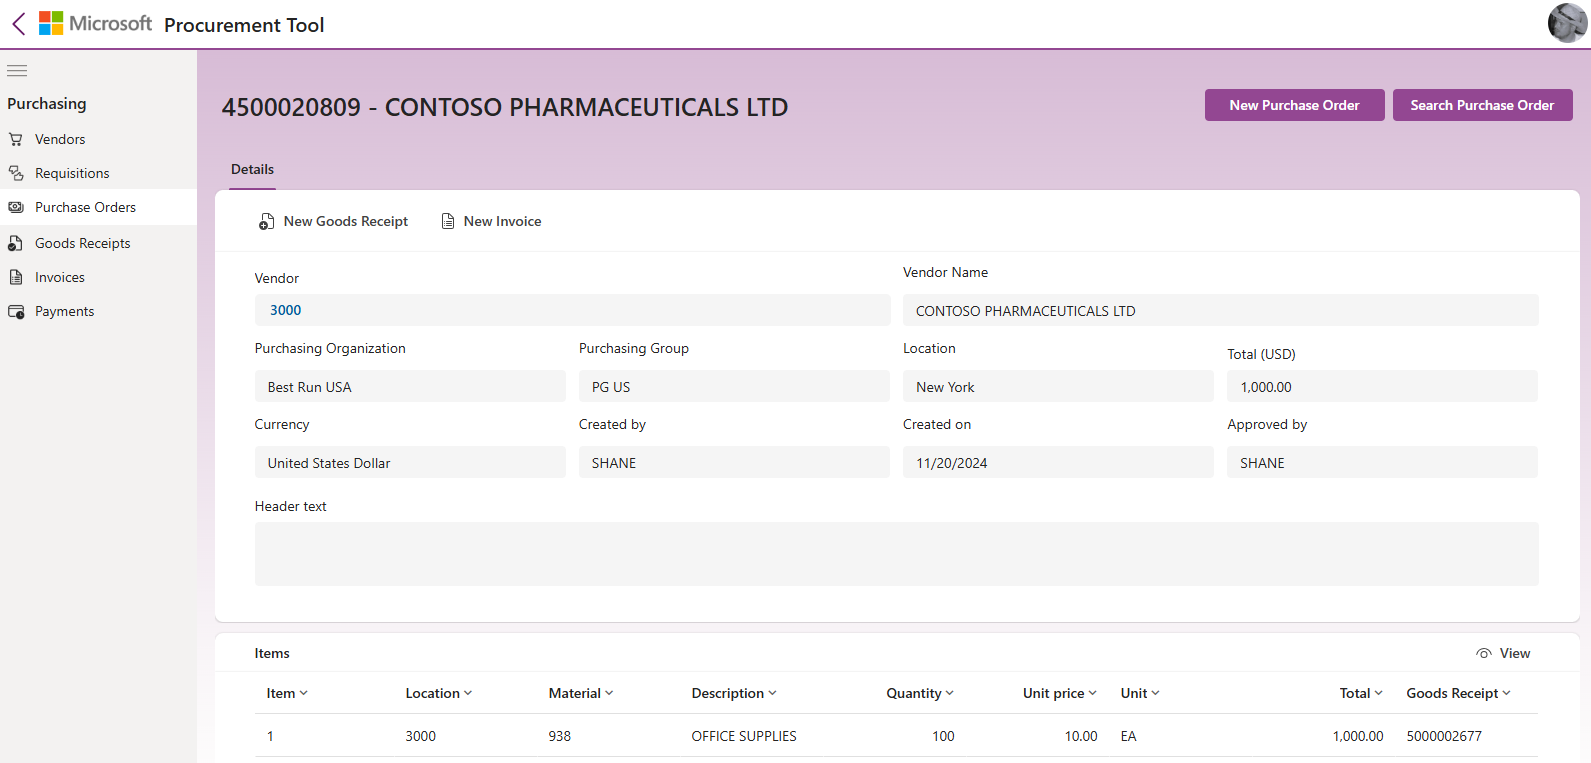 Microsoft Procurement Tool
Purchasing
Vendors
Requisitions
Purchase Orders
Goods Receipts
Invoices
Payments
4500020809 - CONTOSO PHARMACEUTICALS LTD
New Purchase Order
Search Purchase Order
Details
New Goods Receipt
New Invoice
Vendor
3000
Vendor Name
CONTOSO PHARMACEUTICALS LTD
Purchasing Organization
Best Run USA
Purchasing Group
PG US
Location
New York
Total (USD)
1,000.00
Currency
United States Dollar
Created by
SHANE
Created on
11/20/2024
Approved by
SHANE
Header text
Items
View
Item Location Material Description Quantity Unit price Unit Total Goods Receipt
1 3000 938 OFFICE SUPPLIES 100 10.00 EA 1,000.00 5000002677